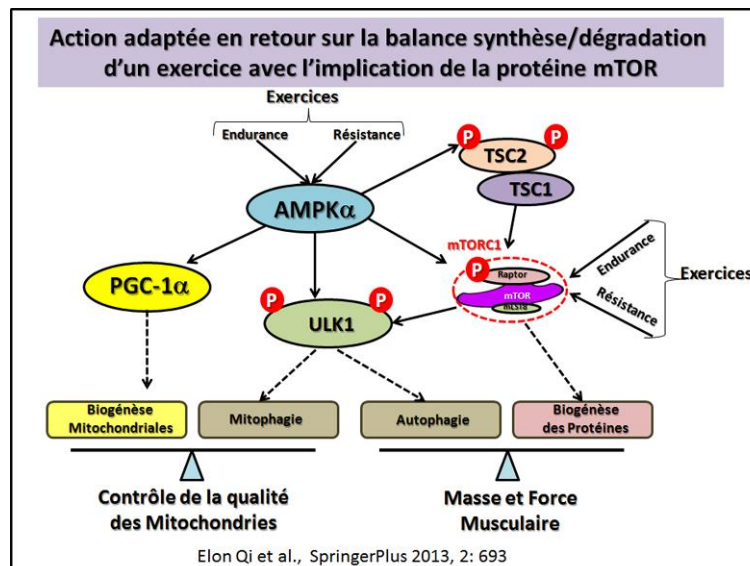 Action adaptée en retour sur la balance synthèse/dégradation
d'un exercice avec l'implication de la protéine mTOR
Exercices
Endurance
Résistance
P
P
TSC2
TSC1
AMPKα
mTORC1
P
Raptor
mTOR
Endurance
Résistance
Exercices
PGC-1α
P
P
ULK1
Biogénèse
Mitochondriales
Mitophagie
Autophagie
Biogénèse
des Protéines
Contrôle de la qualité
des Mitochondries
Masse et Force
Musculaire
Elon Qi et al., SpringerPlus 2013, 2: 693